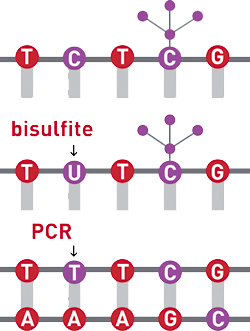 T C T C G
bisulfite
T U T C G
PCR
T T T C G
A A A G C